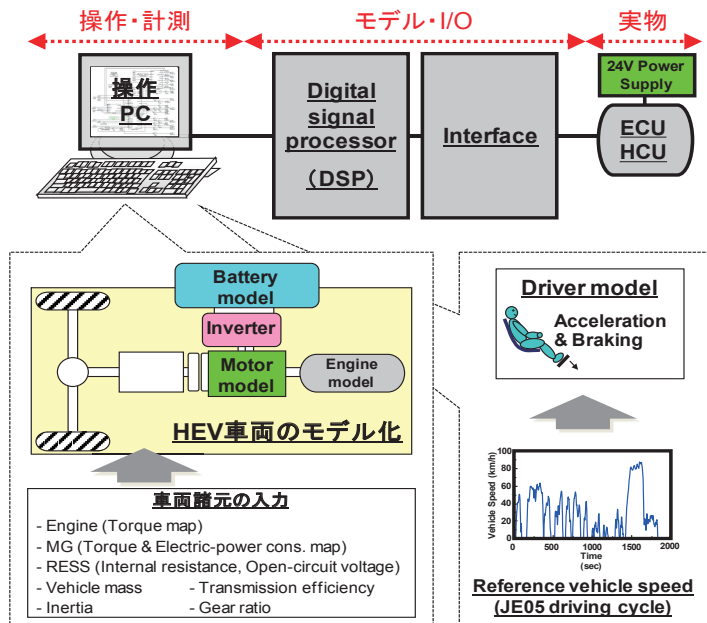 操作・計測
モデル・I/O
実物
操作
PC
Digital
signal
processor
（DSP）
Interface
24V Power
Supply
ECU
HCU
Battery
model
Inverter
Motor
model
Engine
model
HEV車両のモデル化
車両諸元の入力
- Engine (Torque map)
- MG (Torque & Electric-power cons. map)
- RESS (Internal resistance, Open-circuit voltage)
- Vehicle mass - Transmission efficiency
- Inertia - Gear ratio
Driver model
Acceleration
& Braking
Vehicle Speed (km/h)
100
80
60
40
20
0
0 500 1000 1500 2000
Time
(sec)
Reference vehicle speed
(JE05 driving cycle)